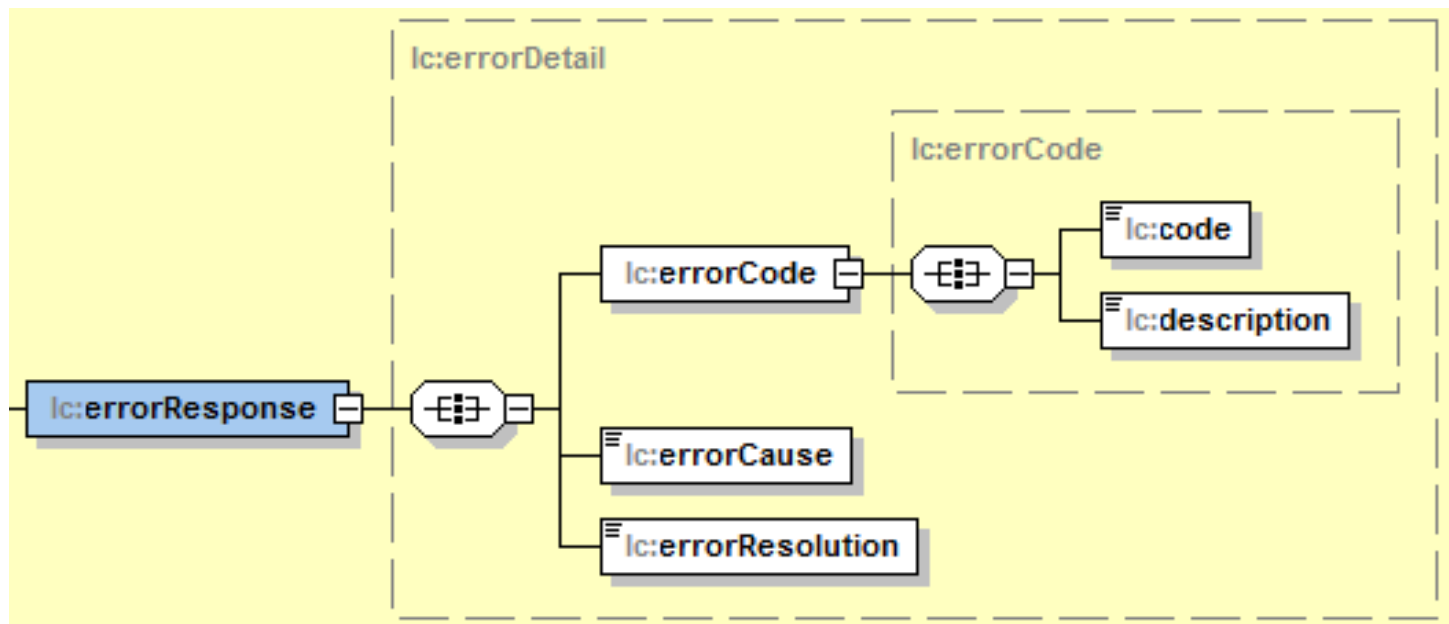 lc:errorDetail
lc:errorCode
lc:code
lc:errorCode
lc:description
lc:errorResponse
lc:errorCause
lc:errorResolution